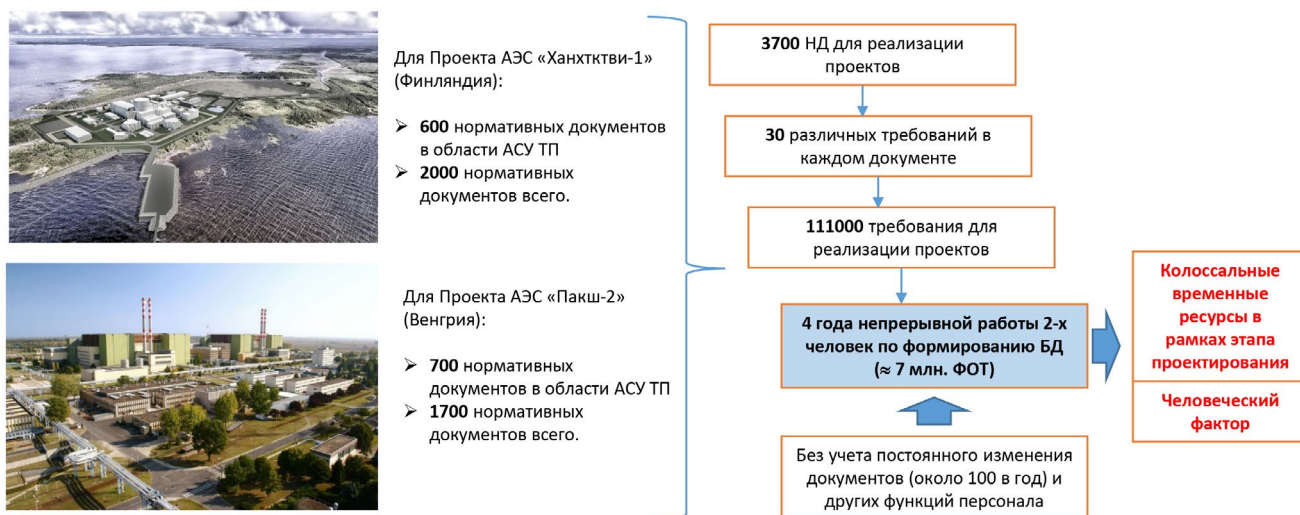 Для Проекта АЭС «Ханхтктви-1»
(Финляндия):
➢ 600 нормативных документов
в области АСУ ТП
➢ 2000 нормативных
документов всего.
Для Проекта АЭС «Пакш-2»
(Венгрия):
➢ 700 нормативных
документов в области АСУ ТП
➢ 1700 нормативных
документов всего.
3700 НД для реализации
проектов
30 различных требований в
каждом документе
111000 требования для
реализации проектов
4 года непрерывной работы 2-х
человек по формированию БД
(≈ 7 млн. ФОТ)
Без учета постоянного изменения
документов (около 100 в год) и
других функций персонала
Колоссальные
временные
ресурсы в
рамках этапа
проектирования
Человеческий
фактор